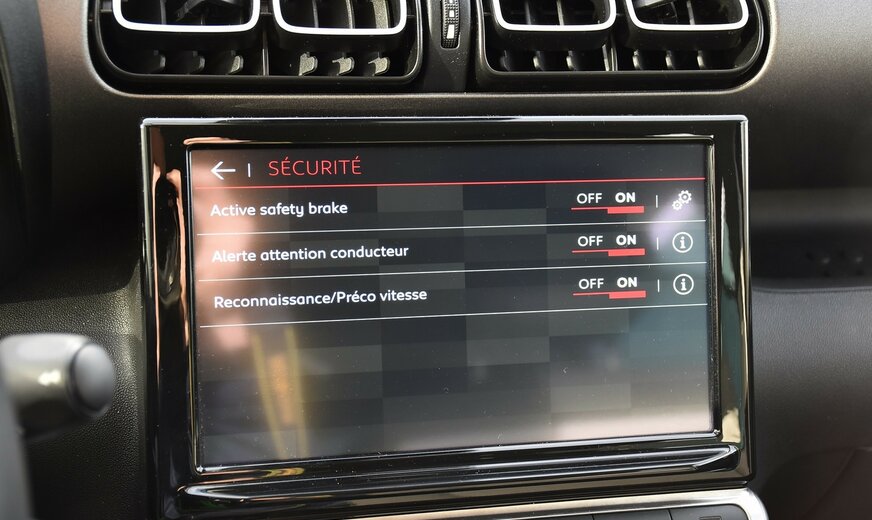 SÉCURITÉ
Active safety brake OFF ON
Alerte attention conducteur OFF ON
Reconnaissance/Préco vitesse OFF ON